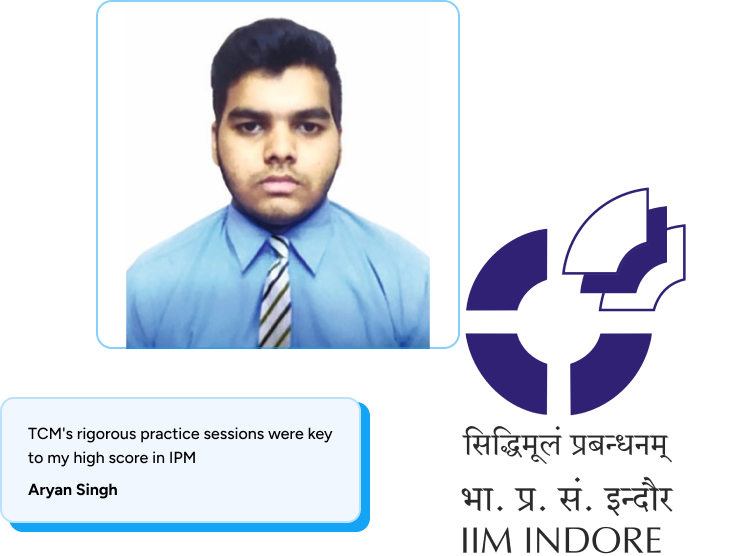 TCM's rigorous practice sessions were key
to my high score in IPM
Aryan Singh
सिद्धिमूलं प्रबन्धनम्
भा. प्र. सं. इन्दौर
IIM INDORE